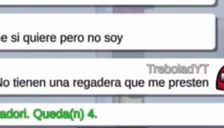 e si quiere pero no soy
TreboladYT
No tienen una regadera que me presten
adori. Queda(n) 4.